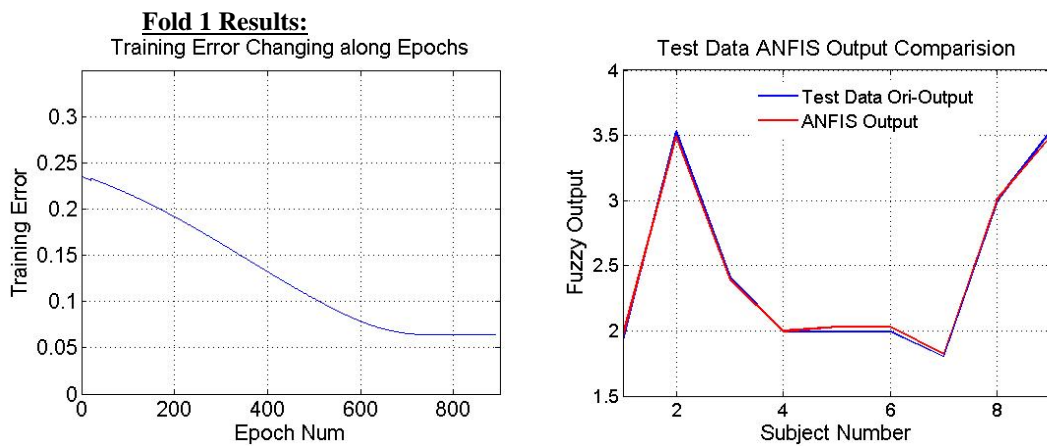 Fold 1 Results:
Training Error Changing along Epochs
0.3
0.25
0.2
0.15
0.1
0.05
0
0 200 400 600 800
Training Error
Epoch Num
Test Data ANFIS Output Comparision
4
3.5
3
2.5
2
1.5
2 4 6 8
Fuzzy Output
Subject Number
Test Data Ori-Output
ANFIS Output